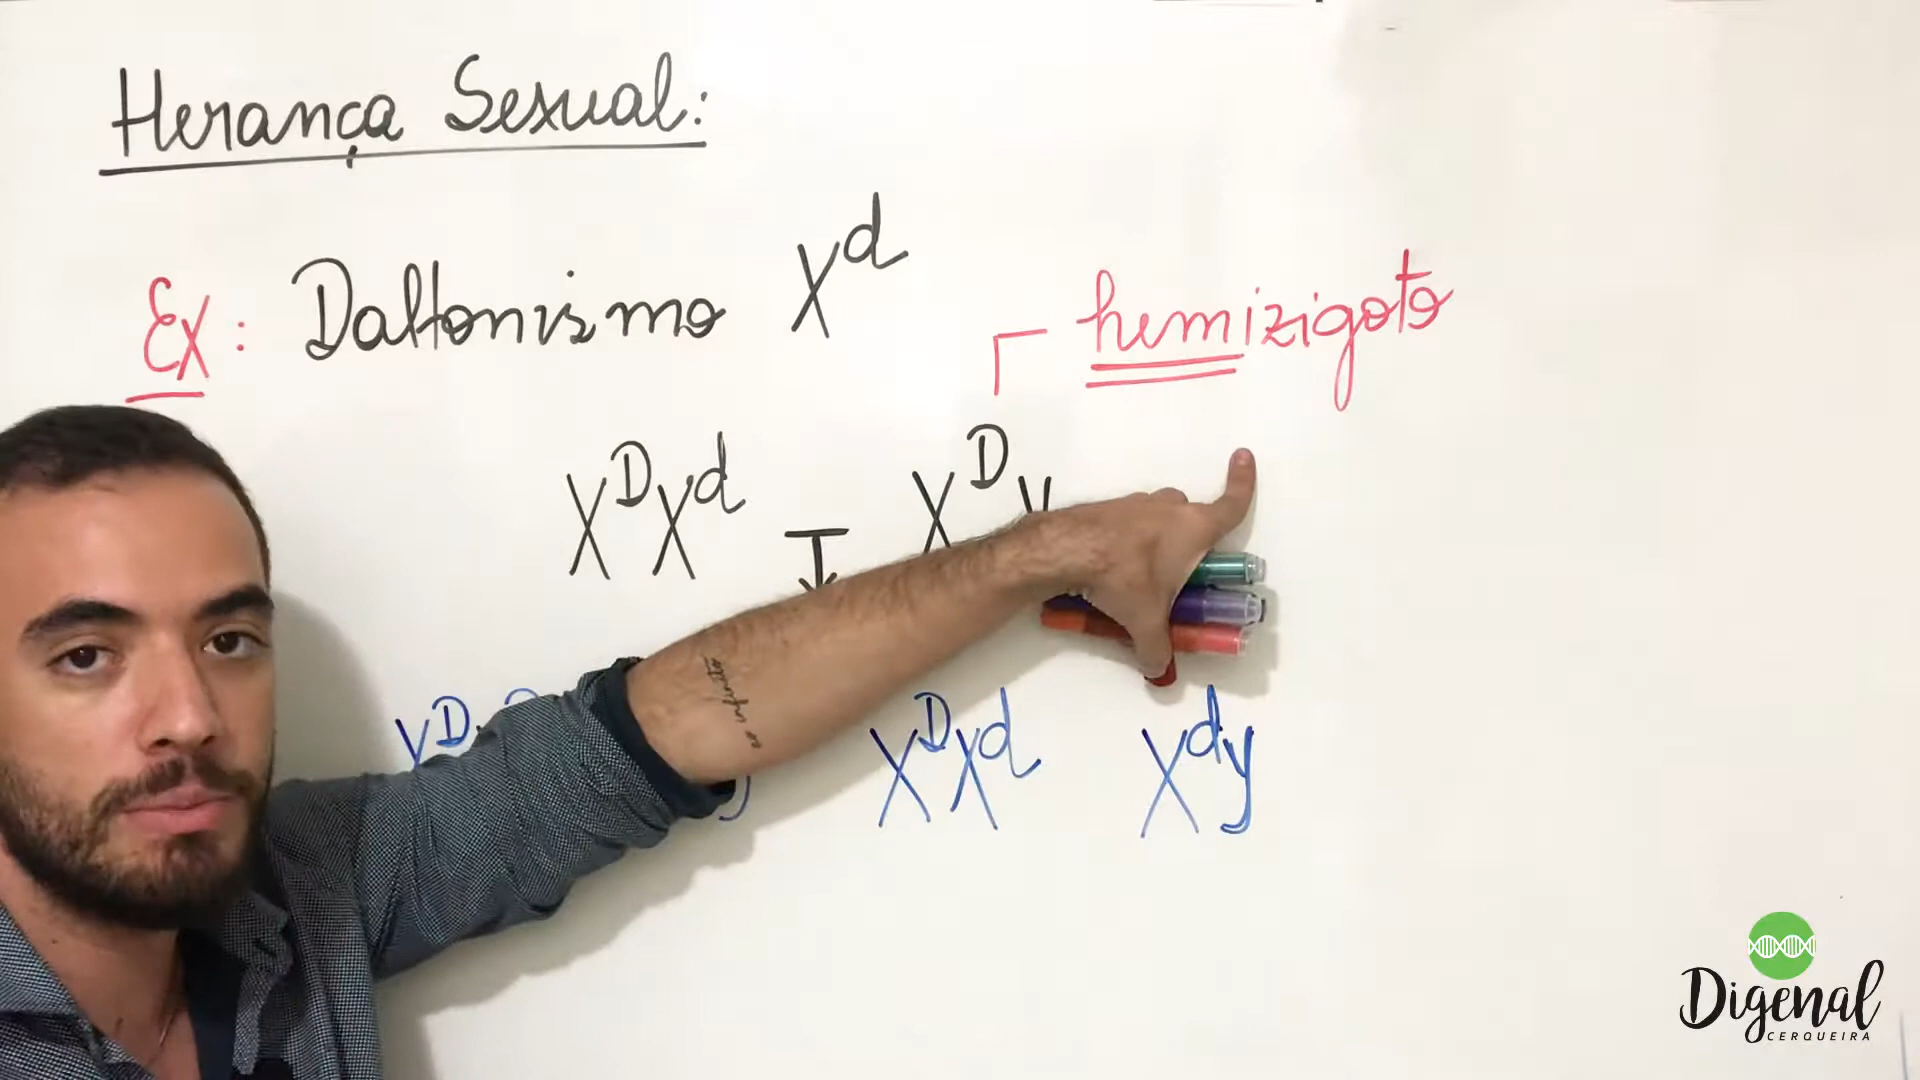 Herança Sexual:
Ex: Daltonismo X^d
hemizigoto
X^D X^d X^D y
X^D X^d X^d y
Digenal
CERQUEIRA